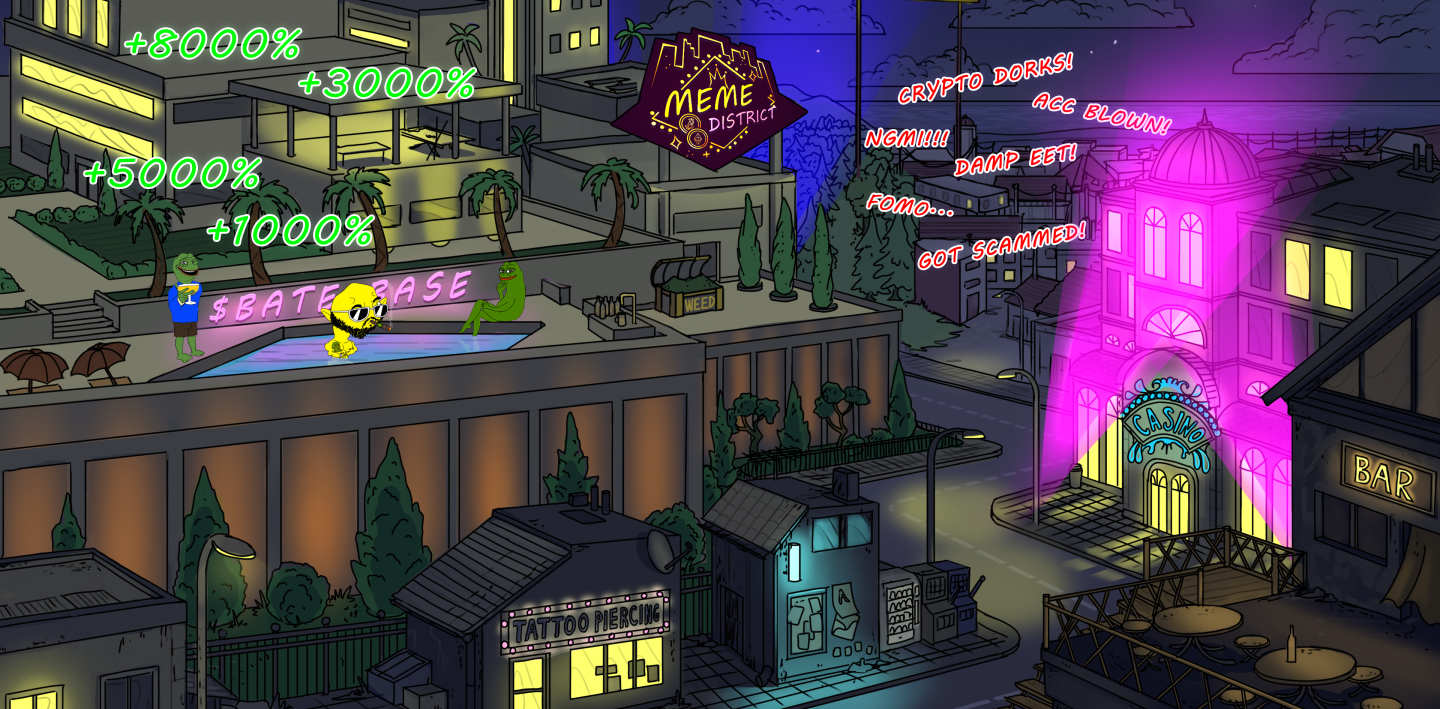 +8000%
+3000%
+5000%
+1000%
MEME
DISTRICT
CRYPTO DORKS!
ACC BLOWN!
NGMI!!!!
DAMP EET!
FOMO...
GOT SCAMMED!
$BATE BASE
WEED
CASINO
BAR
TATTOO PIERCING